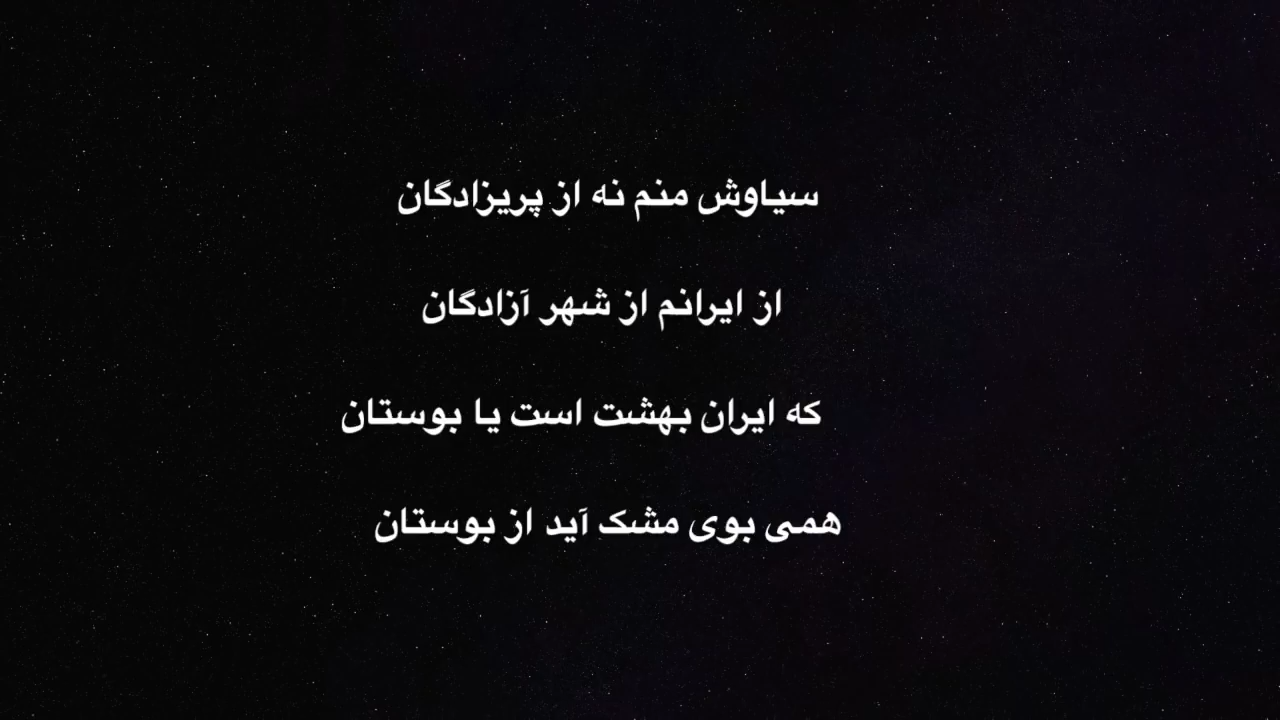 سیاوش منم نه از پریزادگان
از ایرانم از شهر آزادگان
که ایران بهشت است یا بوستان
همی بوی مشک آید از بوستان